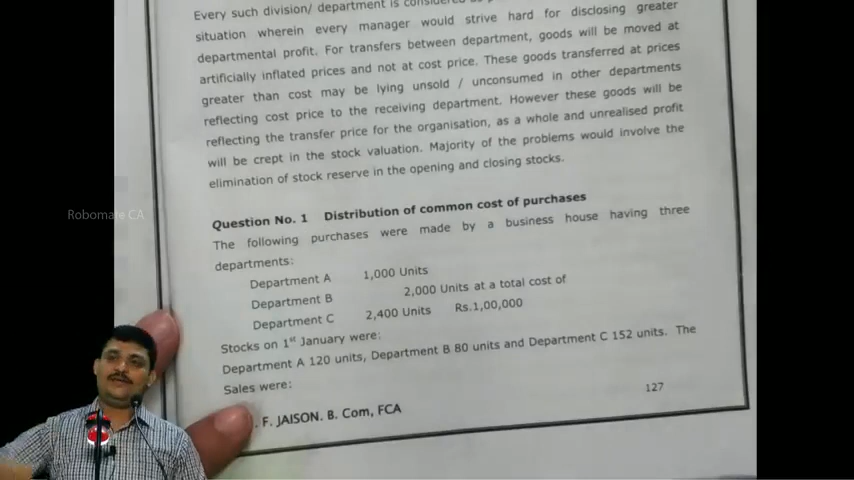 Every such division/ department is considered as
situation wherein every manager would strive hard for disclosing greater
departmental profit. For transfers between department, goods will be moved at
artificially inflated prices and not at cost price. These goods transferred at prices
greater than cost may be lying unsold / unconsumed in other departments
reflecting cost price to the receiving department. However these goods will be
reflecting the transfer price for the organisation, as a whole and unrealised profit
will be crept in the stock valuation. Majority of the problems would involve the
elimination of stock reserve in the opening and closing stocks.
Robomate CA
Question No. 1 Distribution of common cost of purchases
The following purchases were made by a business house having three
departments:
Department A 1,000 Units
Department B 2,000 Units at a total cost of
Department C 2,400 Units Rs.1,00,000
Stocks on 1st January were:
Department A 120 units, Department B 80 units and Department C 152 units. The
Sales were:
127
. F. JAISON. B. Com, FCA